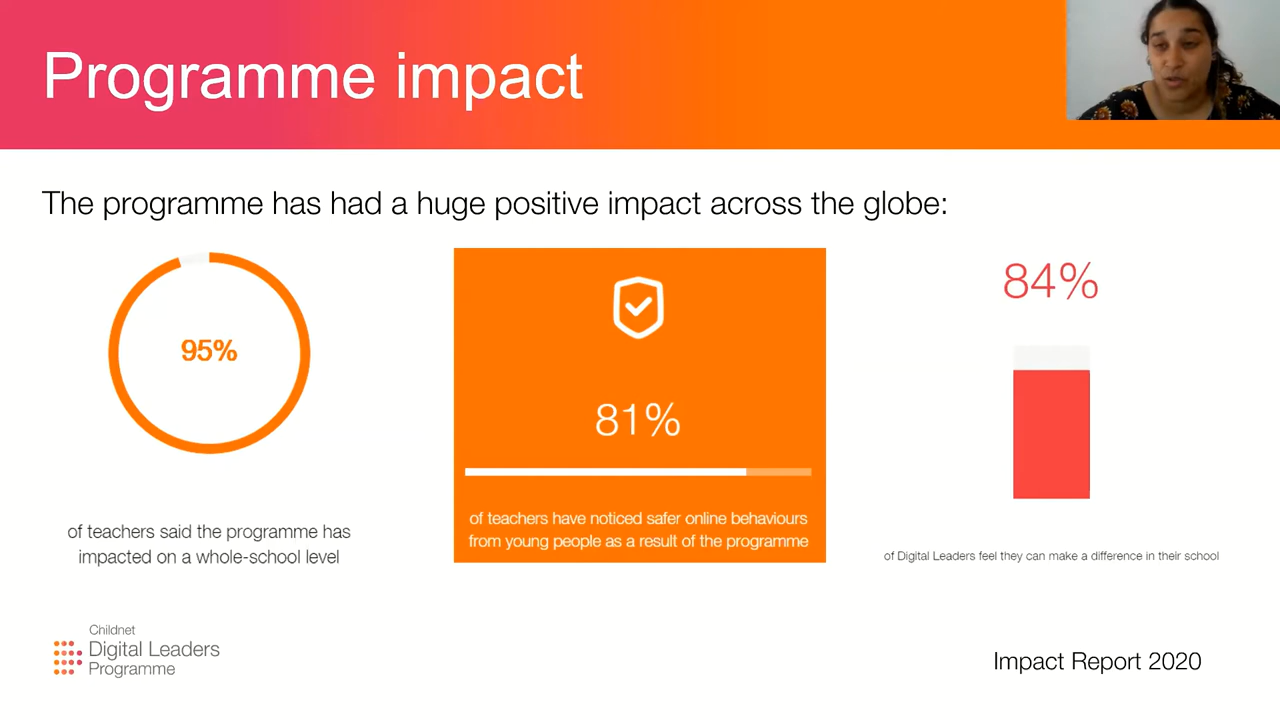 Programme impact
The programme has had a huge positive impact across the globe:
95%
of teachers said the programme has
impacted on a whole-school level
81%
of teachers have noticed safer online behaviours
from young people as a result of the programme
84%
of Digital Leaders feel they can make a difference in their school
Childnet
Digital Leaders
Programme
Impact Report 2020